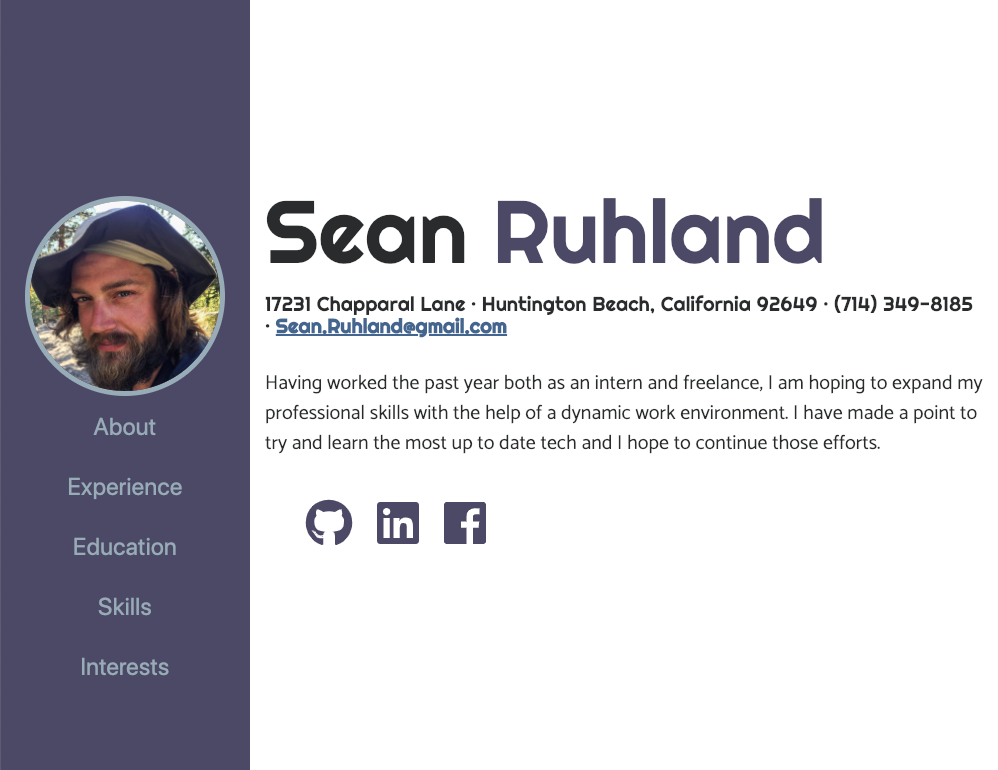 About
Experience
Education
Skills
Interests
Sean Ruhland
17231 Chapparal Lane · Huntington Beach, California 92649 · (714) 349-8185
· Sean.Ruhland@gmail.com
Having worked the past year both as an intern and freelance, I am hoping to expand my
professional skills with the help of a dynamic work environment. I have made a point to
try and learn the most up to date tech and I hope to continue those efforts.
in f